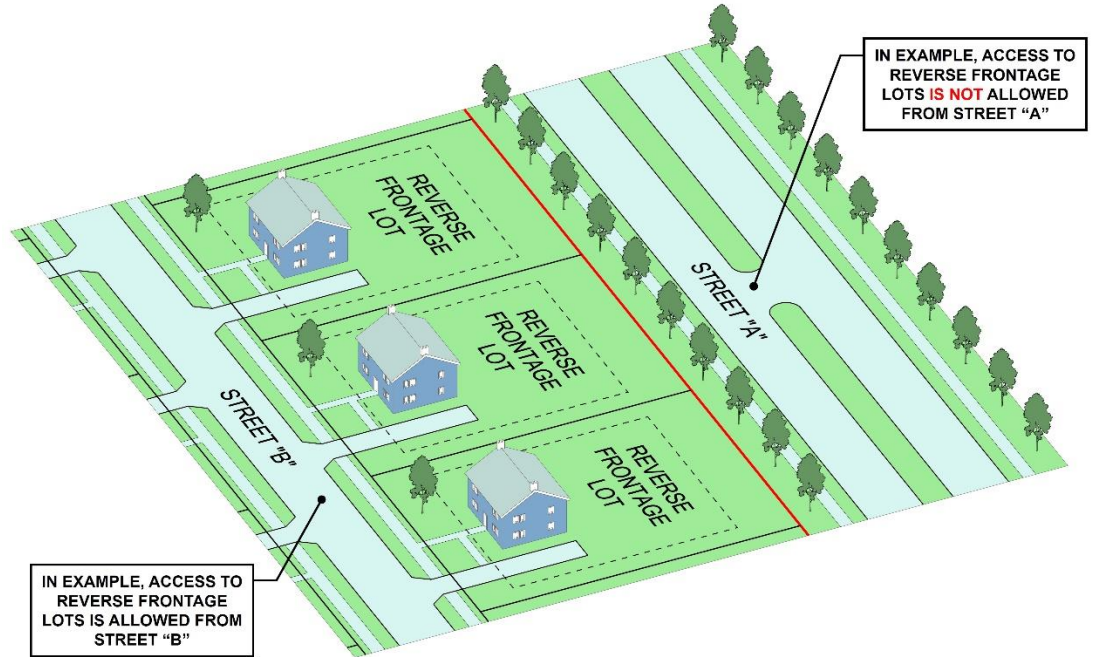 IN EXAMPLE, ACCESS TO
REVERSE FRONTAGE
LOTS IS NOT ALLOWED
FROM STREET “A”
REVERSE
FRONTAGE
LOT
STREET "A"
REVERSE
FRONTAGE
LOT
STREET "B"
REVERSE
FRONTAGE
LOT
IN EXAMPLE, ACCESS TO
REVERSE FRONTAGE
LOTS IS ALLOWED FROM
STREET “B”